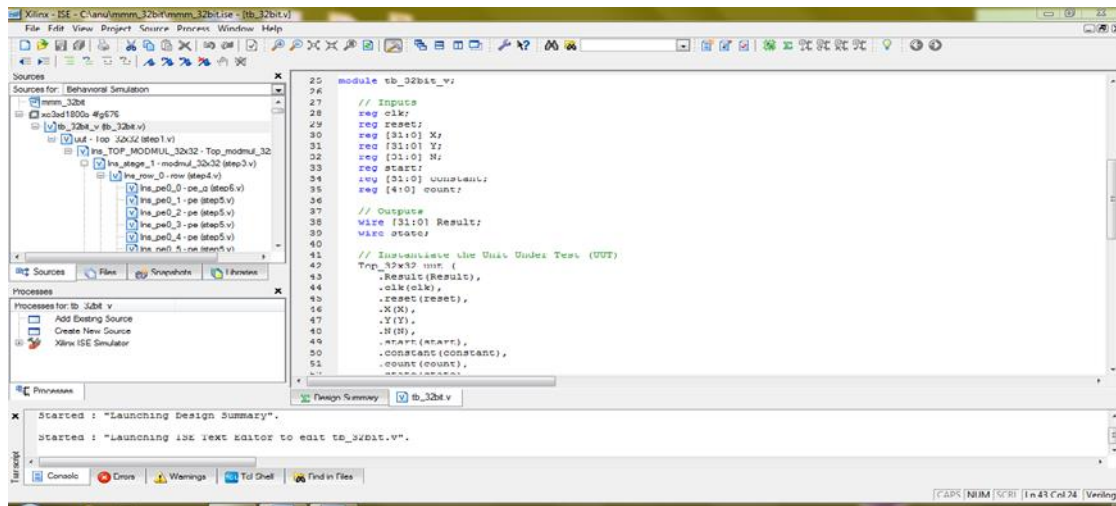 Xilinx - ISE - C:\anu\mmm_32bit\mmm_32bit.ise - [tb_32bit.v]
File Edit View Project Source Process Window Help
Sources
Sources for: Behavioral Simulation
mmm_32bit
xc3sd1800a-4fg676
tb_32bit_v (tb_32bit.v)
uut - Top_32x32 (step1.v)
Ins_TOP_MODMUL_32x32 - Top_modmul_32
Ins_stage_1 - modmul_32x32 (step3.v)
Ins_row_0 - row (step4.v)
Ins_pe0_0 - pe_a (step6.v)
Ins_pe0_1 - pe (step5.v)
Ins_pe0_2 - pe (step5.v)
Ins_pe0_3 - pe (step5.v)
Ins_pe0_4 - pe (step5.v)
Ins_pe0_5 - pe (step5.v)
Sources Files Snapshots Libraries
Processes
Processes for: tb_32bit_v
Add Existing Source
Create New Source
Xilinx ISE Simulator
Processes
25 module tb_32bit_v;
26
27 // Inputs
28 reg clk;
29 reg reset;
30 reg [31:0] X;
31 reg [31:0] Y;
32 reg [31:0] N;
33 reg start;
34 reg [31:0] constant;
35 reg [4:0] count;
36
37 // Outputs
38 wire [31:0] Result;
39 wire state;
40
41 // Instantiate the Unit Under Test (UUT)
42 Top_32x32 uut (
43 .Result(Result),
44 .clk(clk),
45 .reset(reset),
46 .X(X),
47 .Y(Y),
48 .N(N),
49 .start(start),
50 .constant(constant),
51 .count(count),
52 .state(state)
Design Summary tb_32bit.v
Started : "Launching Design Summary".
Started : "Launching ISE Text Editor to edit tb_32bit.v".
Transcript
Console Errors Warnings Tcl Shell Find in Files
CAPS NUM SCRL Ln 43 Col 24 Verilog